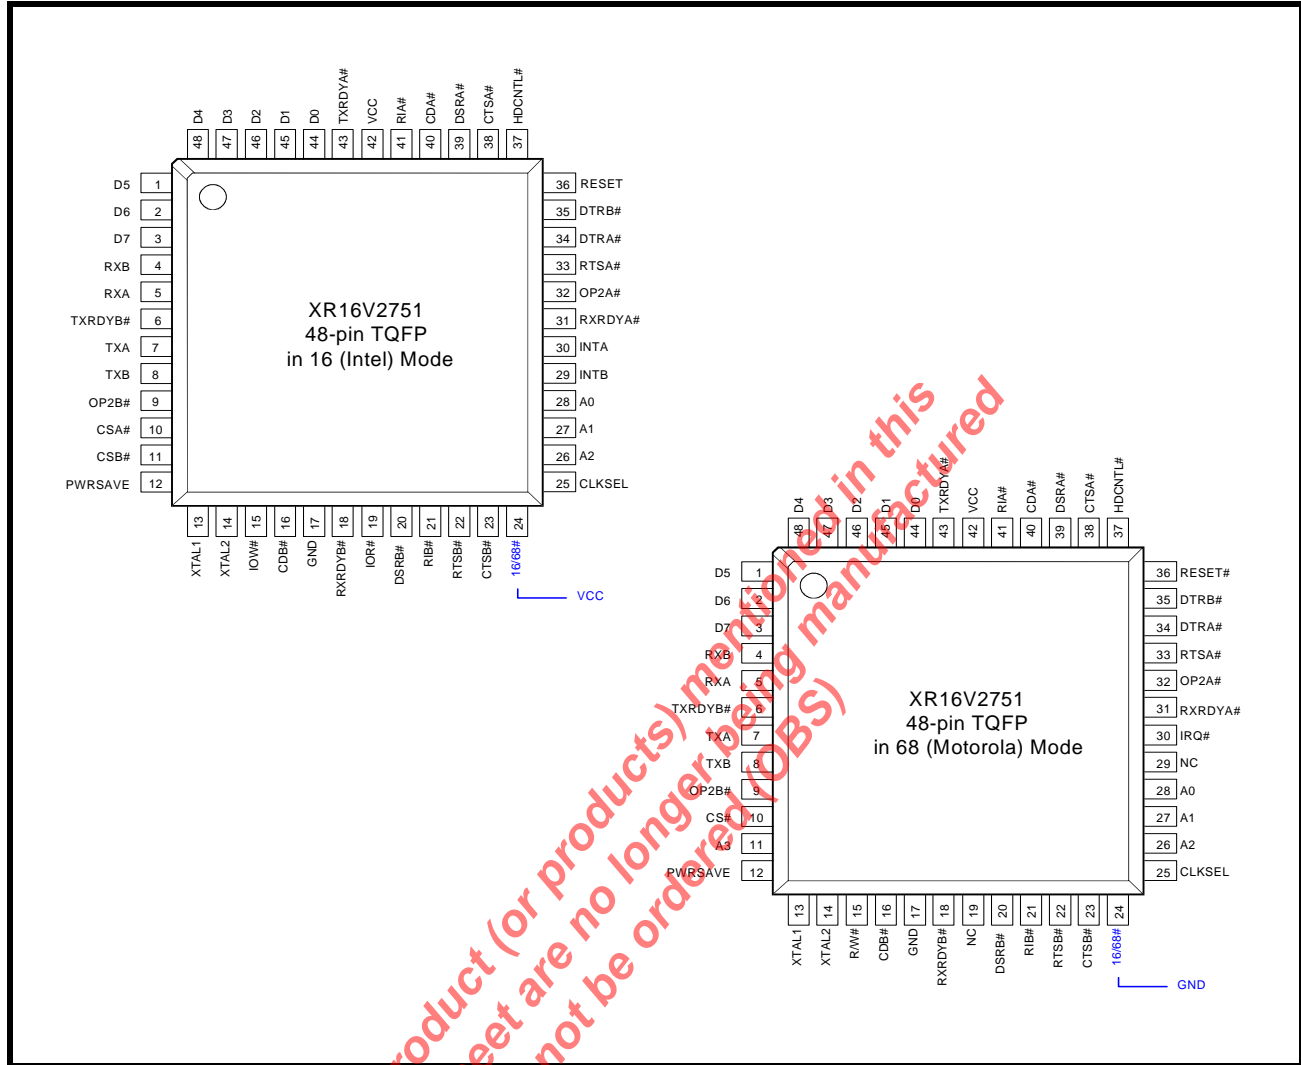 48 D4
47 D3
46 D2
45 D1
44 D0
43 TXRDYA#
42 VCC
41 RIA#
40 CDA#
39 DSRA#
38 CTSA#
37 HDCNTL#
D5 1
D6 2
D7 3
RXB 4
RXA 5
TXRDYB# 6
TXA 7
TXB 8
OP2B# 9
CSA# 10
CSB# 11
PWRSAVE 12
XR16V2751
48-pin TQFP
in 16 (Intel) Mode
36 RESET
35 DTRB#
34 DTRA#
33 RTSA#
32 OP2A#
31 RXRDYA#
30 INTA
29 INTB
28 A0
27 A1
26 A2
25 CLKSEL
XTAL1 13
XTAL2 14
IOW# 15
CDB# 16
GND 17
RXRDYB# 18
IOR# 19
DSRB# 20
RIB# 21
RTSB# 22
CTSB# 23
16/68# 24
VCC
48 D4
47 D3
46 D2
45 D1
44 D0
43 TXRDYA#
42 VCC
41 RIA#
40 CDA#
39 DSRA#
38 CTSA#
37 HDCNTL#
D5 1
D6 2
D7 3
RXB 4
RXA 5
TXRDYB# 6
TXA 7
TXB 8
OP2B# 9
CS# 10
A3 11
PWRSAVE 12
XR16V2751
48-pin TQFP
in 68 (Motorola) Mode
36 RESET#
35 DTRB#
34 DTRA#
33 RTSA#
32 OP2A#
31 RXRDYA#
30 IRQ#
29 NC
28 A0
27 A1
26 A2
25 CLKSEL
XTAL1 13
XTAL2 14
R/W# 15
CDB# 16
GND 17
RXRDYB# 18
NC 19
DSRB# 20
RIB# 21
RTSB# 22
CTSB# 23
16/68# 24
GND
roduct (or products) mentioned in this
eet are no longer being manufactured
not be ordered (OBS)